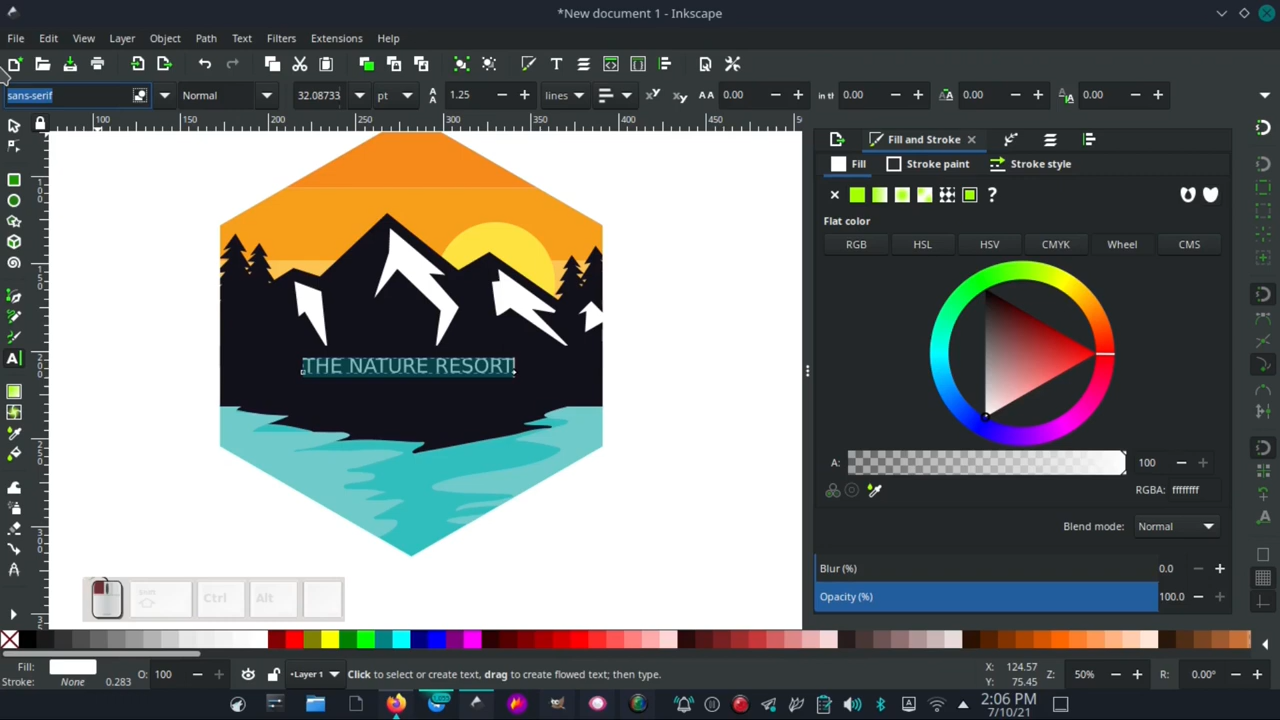 *New document 1 - Inkscape
File Edit View Layer Object Path Text Filters Extensions Help
sans-serif Normal 32.08733 pt 1.25 lines 0.00 0.00 0.00 0.00
100 150 200 250 300 350 400 450
Fill and Stroke
Fill Stroke paint Stroke style
Flat color
RGB HSL HSV CMYK Wheel CMS
THE NATURE RESORT
A: 100
RGBA: ffffffff
Blend mode: Normal
Blur (%) 0.0
Opacity (%) 100.0
Shift Ctrl Alt
Fill:
Stroke: None 0.283
O: 100
Layer 1
Click to select or create text, drag to create flowed text; then type.
X: 124.57
Y: 75.45
Z: 50%
R: 0.00°
2:06 PM
7/10/21